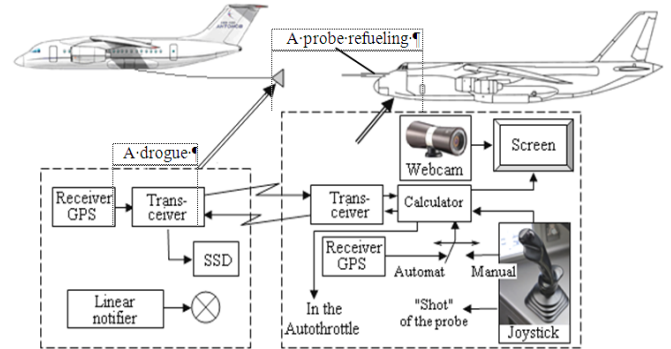 A·probe·refueling·¶
A·drogue·¶
Receiver
GPS
Trans-
ceiver
SSD
Linear
notifier
Webcam
Screen
Trans-
ceiver
Calculator
Receiver
GPS
Automat
Manual
In the
Autothrottle
"Shot"
of the probe
Joystick